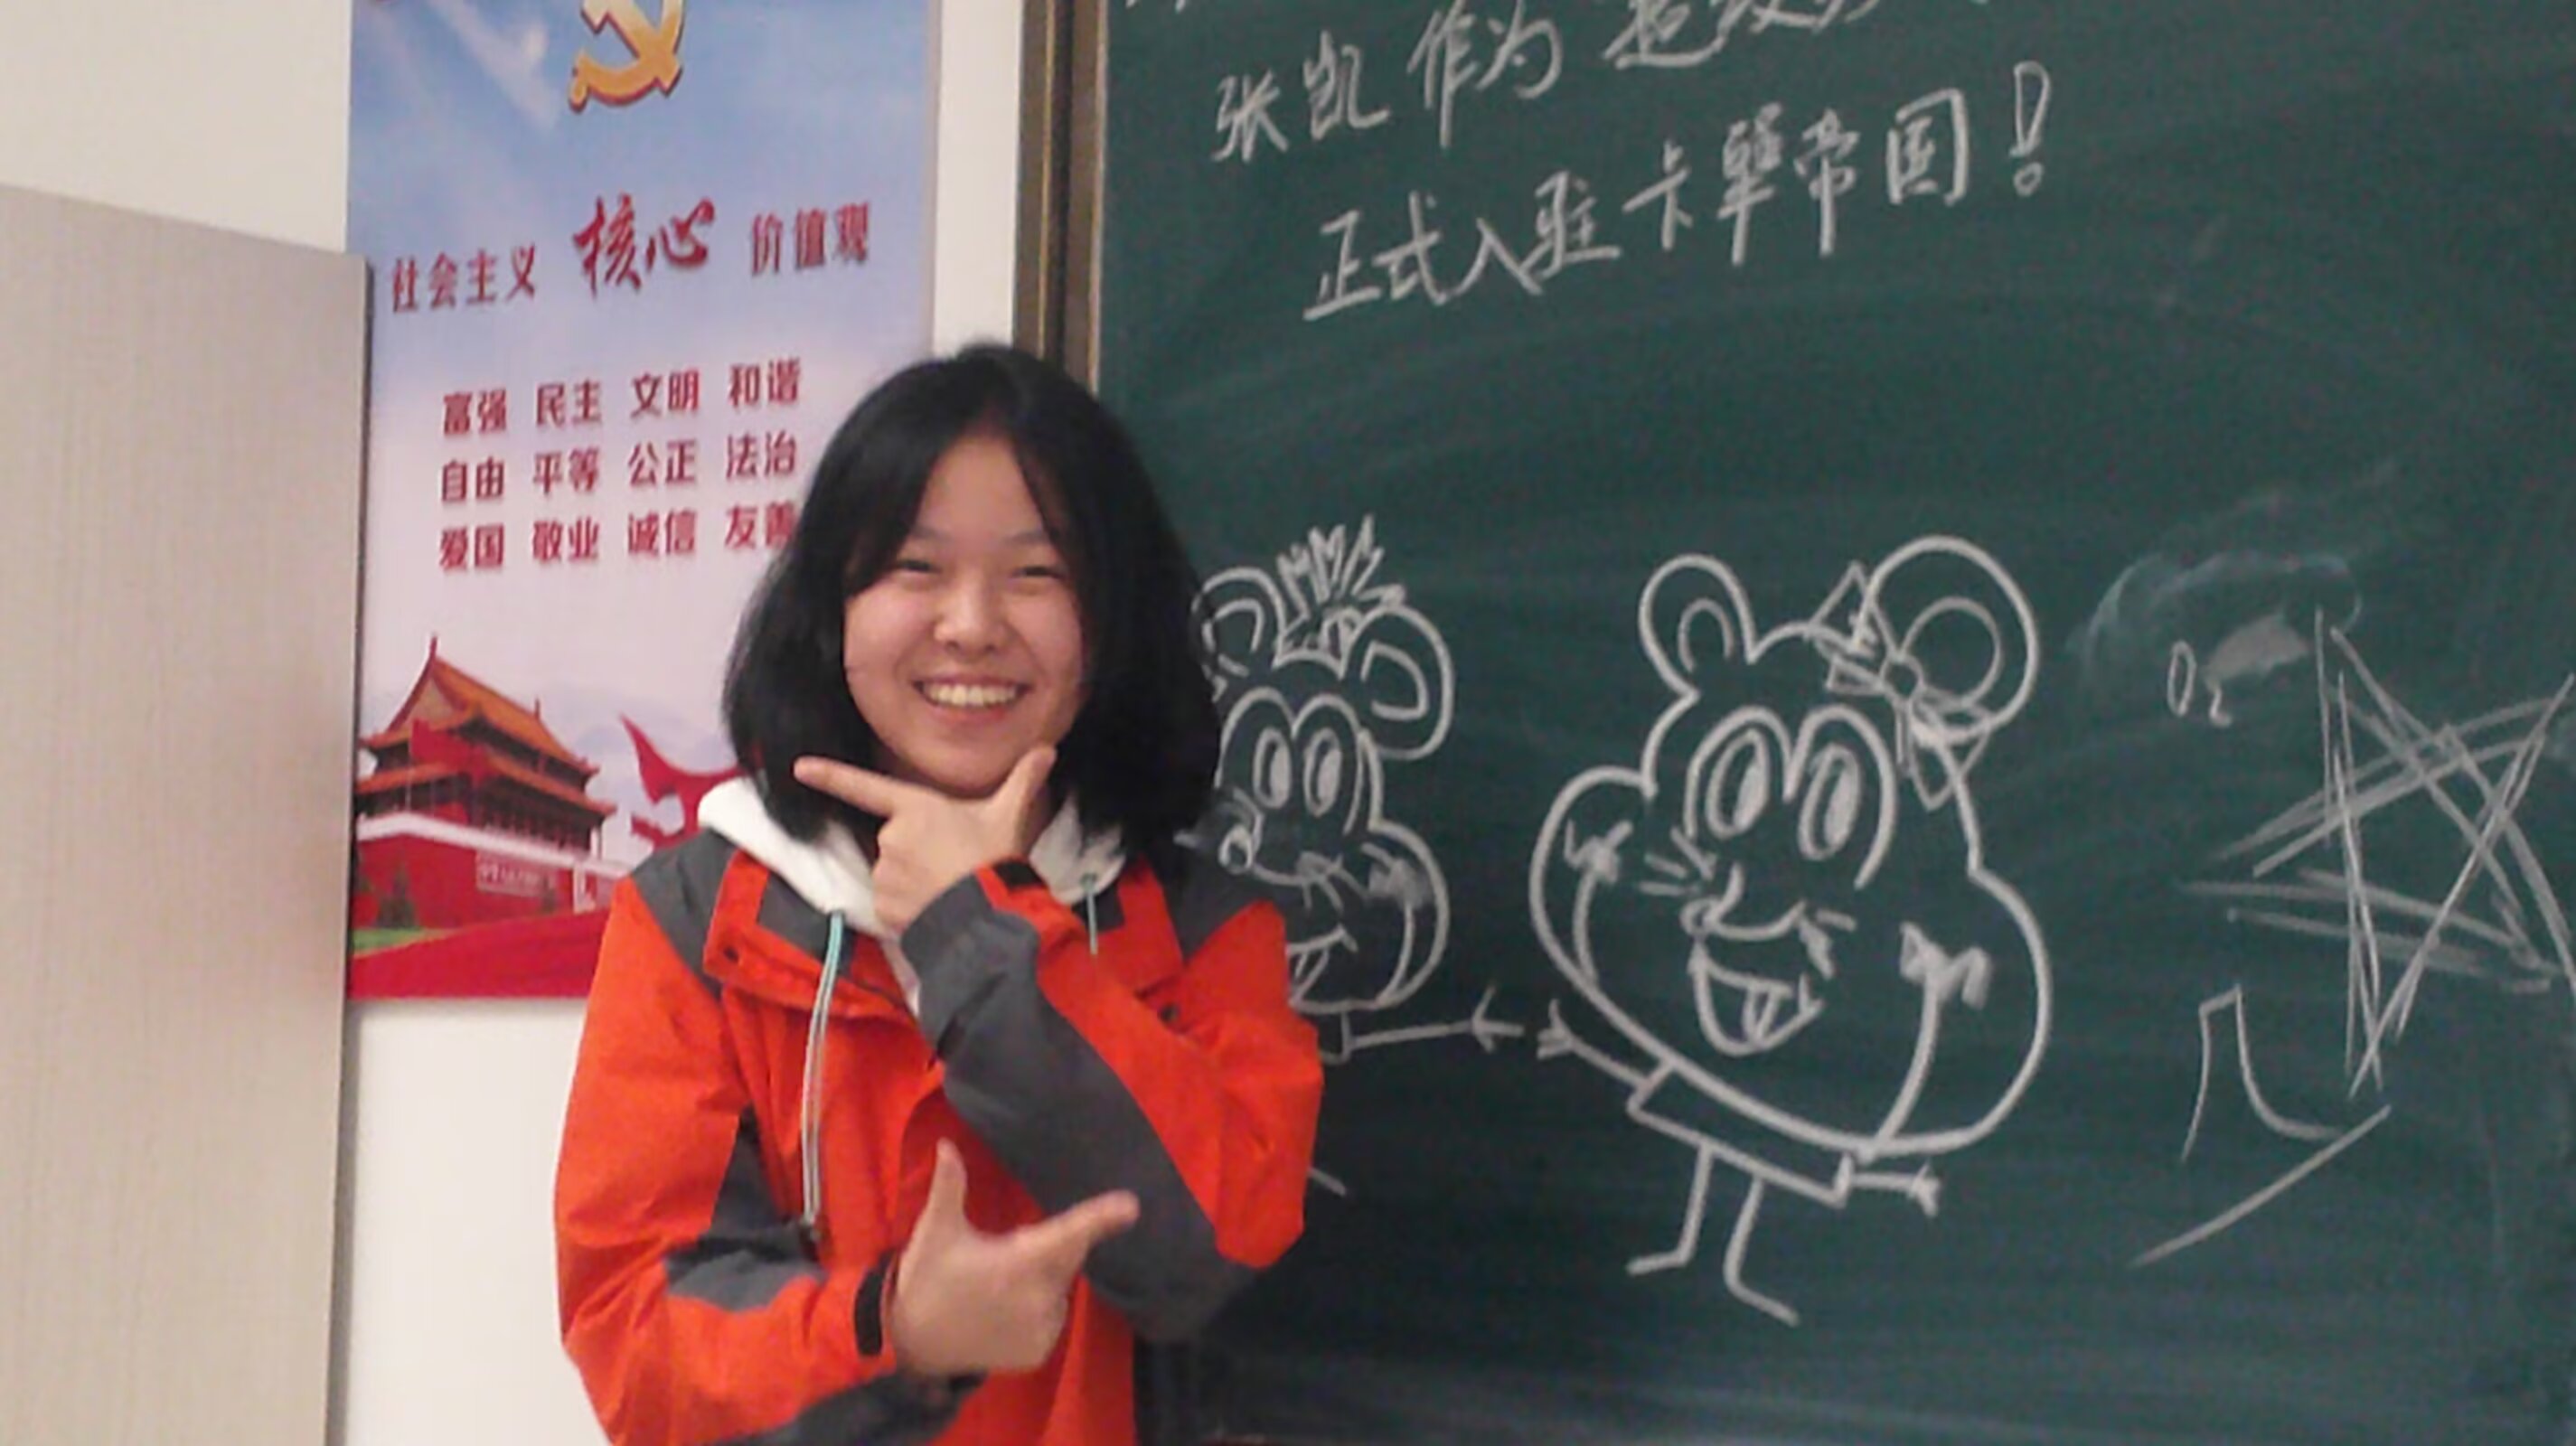 社会主义 核心 价值观
富强 民主 文明 和谐
自由 平等 公正 法治
爱国 敬业 诚信 友善
张凯作为
正式入驻卡犟帝国!